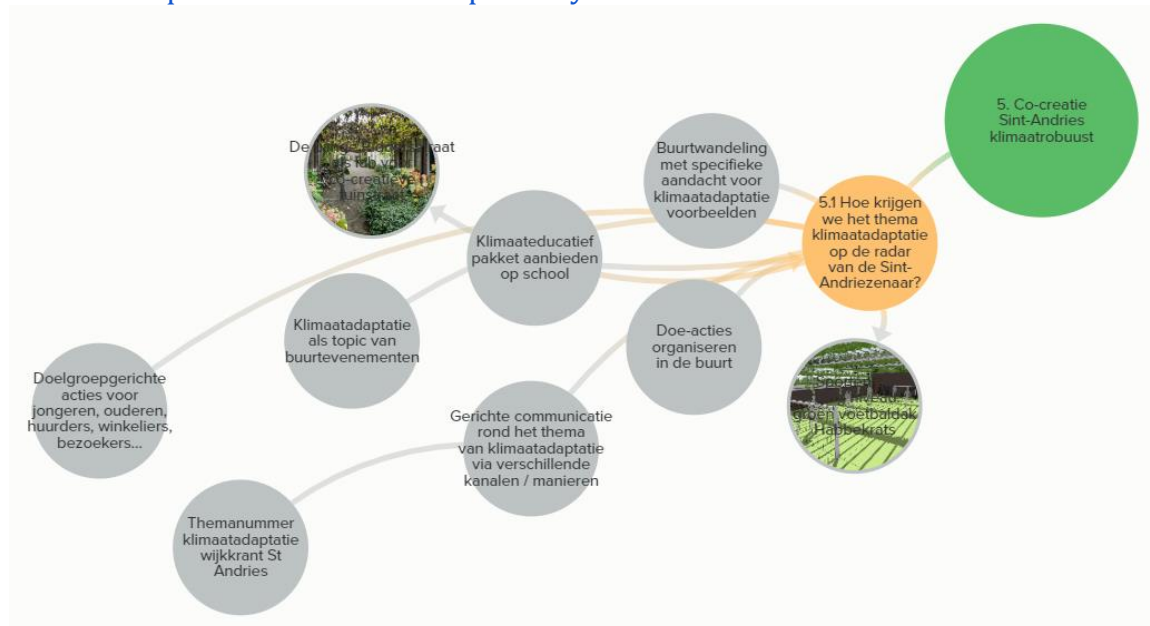 5. Co-creatie
Sint-Andries
klimaatrobuust
Buurtwandeling
met specifieke
aandacht voor
klimaatadaptatie
voorbeelden
5.1 Hoe krijgen
we het thema
klimaatadaptatie
op de radar
van de Sint-
Andriezenaar?
De
Klimaateducatief
pakket aanbieden
op school
Klimaatadaptatie
als topic van
buurtevenementen
Doe-acties
organiseren
in de buurt
Doelgroepgerichte
acties voor
jongeren, ouderen,
huurders, winkeliers,
bezoekers...
groen voetbaldak
Habbekrats
Gerichte communicatie
rond het thema
van klimaatadaptatie
via verschillende
kanalen / manieren
Themanummer
klimaatadaptatie
wijkkrant St
Andries